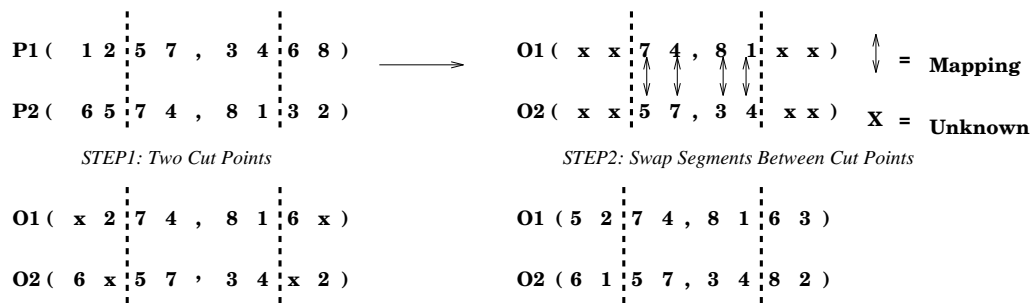 P1 ( 1 2 5 7 , 3 4 6 8 )
P2 ( 6 5 7 4 , 8 1 3 2 )
STEP1: Two Cut Points
O1 ( x x 7 4 , 8 1 x x )
O2 ( x x 5 7 , 3 4 x x )
STEP2: Swap Segments Between Cut Points
= Mapping
X = Unknown
O1 ( x 2 7 4 , 8 1 6 x )
O2 ( 6 x 5 7 , 3 4 x 2 )
O1 ( 5 2 7 4 , 8 1 6 3 )
O2 ( 6 1 5 7 , 3 4 8 2 )